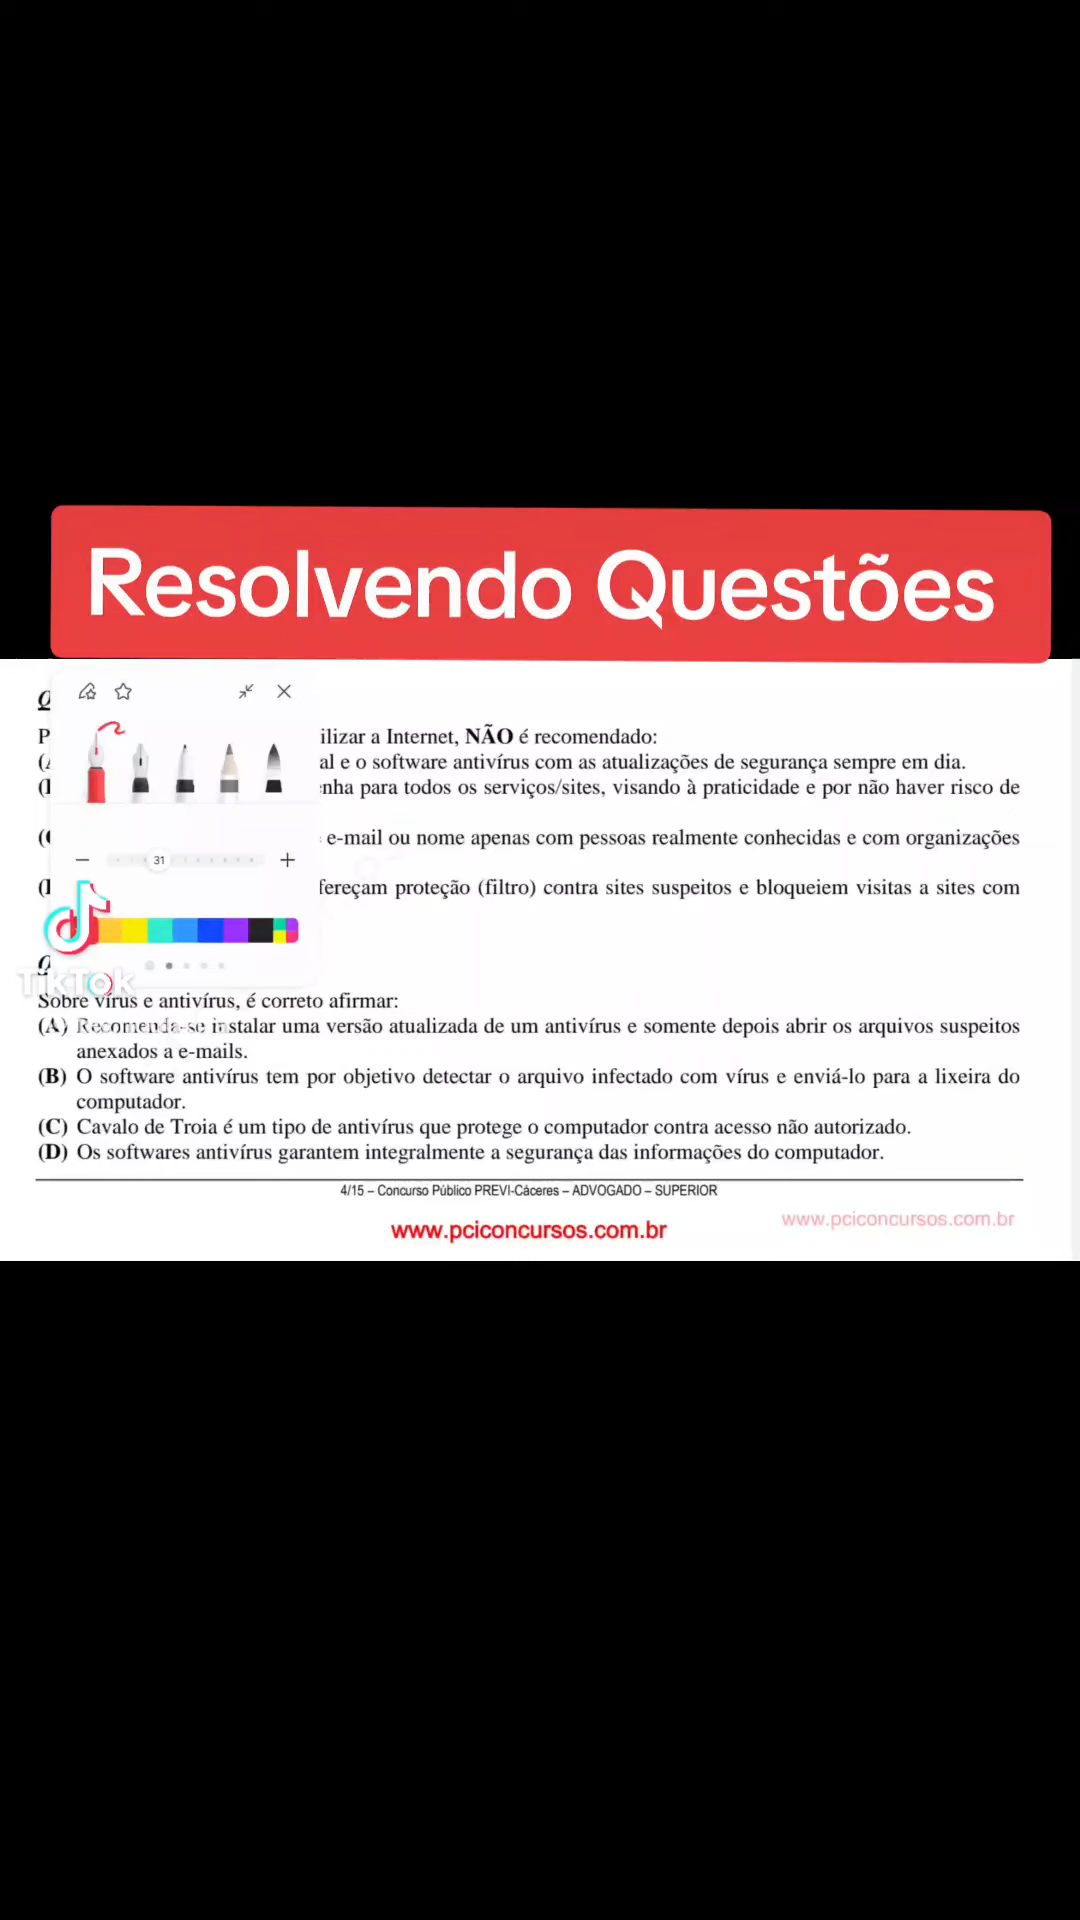 Resolvendo Questões
ilizar a Internet, NÃO é recomendado:
al e o software antivírus com as atualizações de segurança sempre em dia.
nha para todos os serviços/sites, visando à praticidade e por não haver risco de
e-mail ou nome apenas com pessoas realmente conhecidas e com organizações
31
fereçam proteção (filtro) contra sites suspeitos e bloqueiem visitas a sites com
TikTok
Sobre vírus e antivírus, é correto afirmar:
(A) Recomenda-se instalar uma versão atualizada de um antivírus e somente depois abrir os arquivos suspeitos
anexados a e-mails.
(B) O software antivírus tem por objetivo detectar o arquivo infectado com vírus e enviá-lo para a lixeira do
computador.
(C) Cavalo de Troia é um tipo de antivírus que protege o computador contra acesso não autorizado.
(D) Os softwares antivírus garantem integralmente a segurança das informações do computador.
4/15 – Concurso Público PREVI-Cáceres – ADVOGADO – SUPERIOR
www.pciconcursos.com.br
www.pciconcursos.com.br